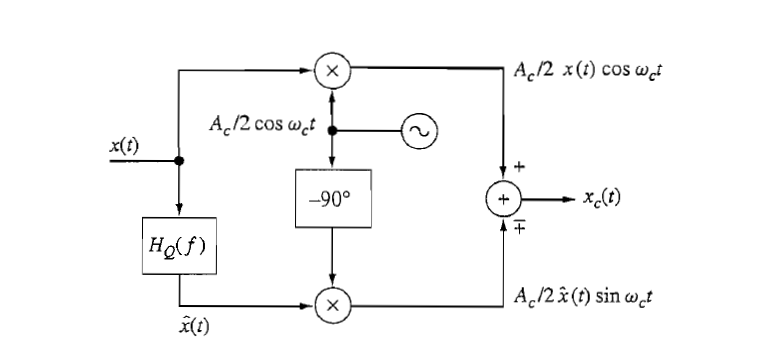 A_c/2 x(t) cos ω_ct
×
A_c/2 cos ω_ct
~
x(t)
+
–90°
+
x_c(t)
∓
H_Q(f)
A_c/2 x̂(t) sin ω_ct
×
x̂(t)